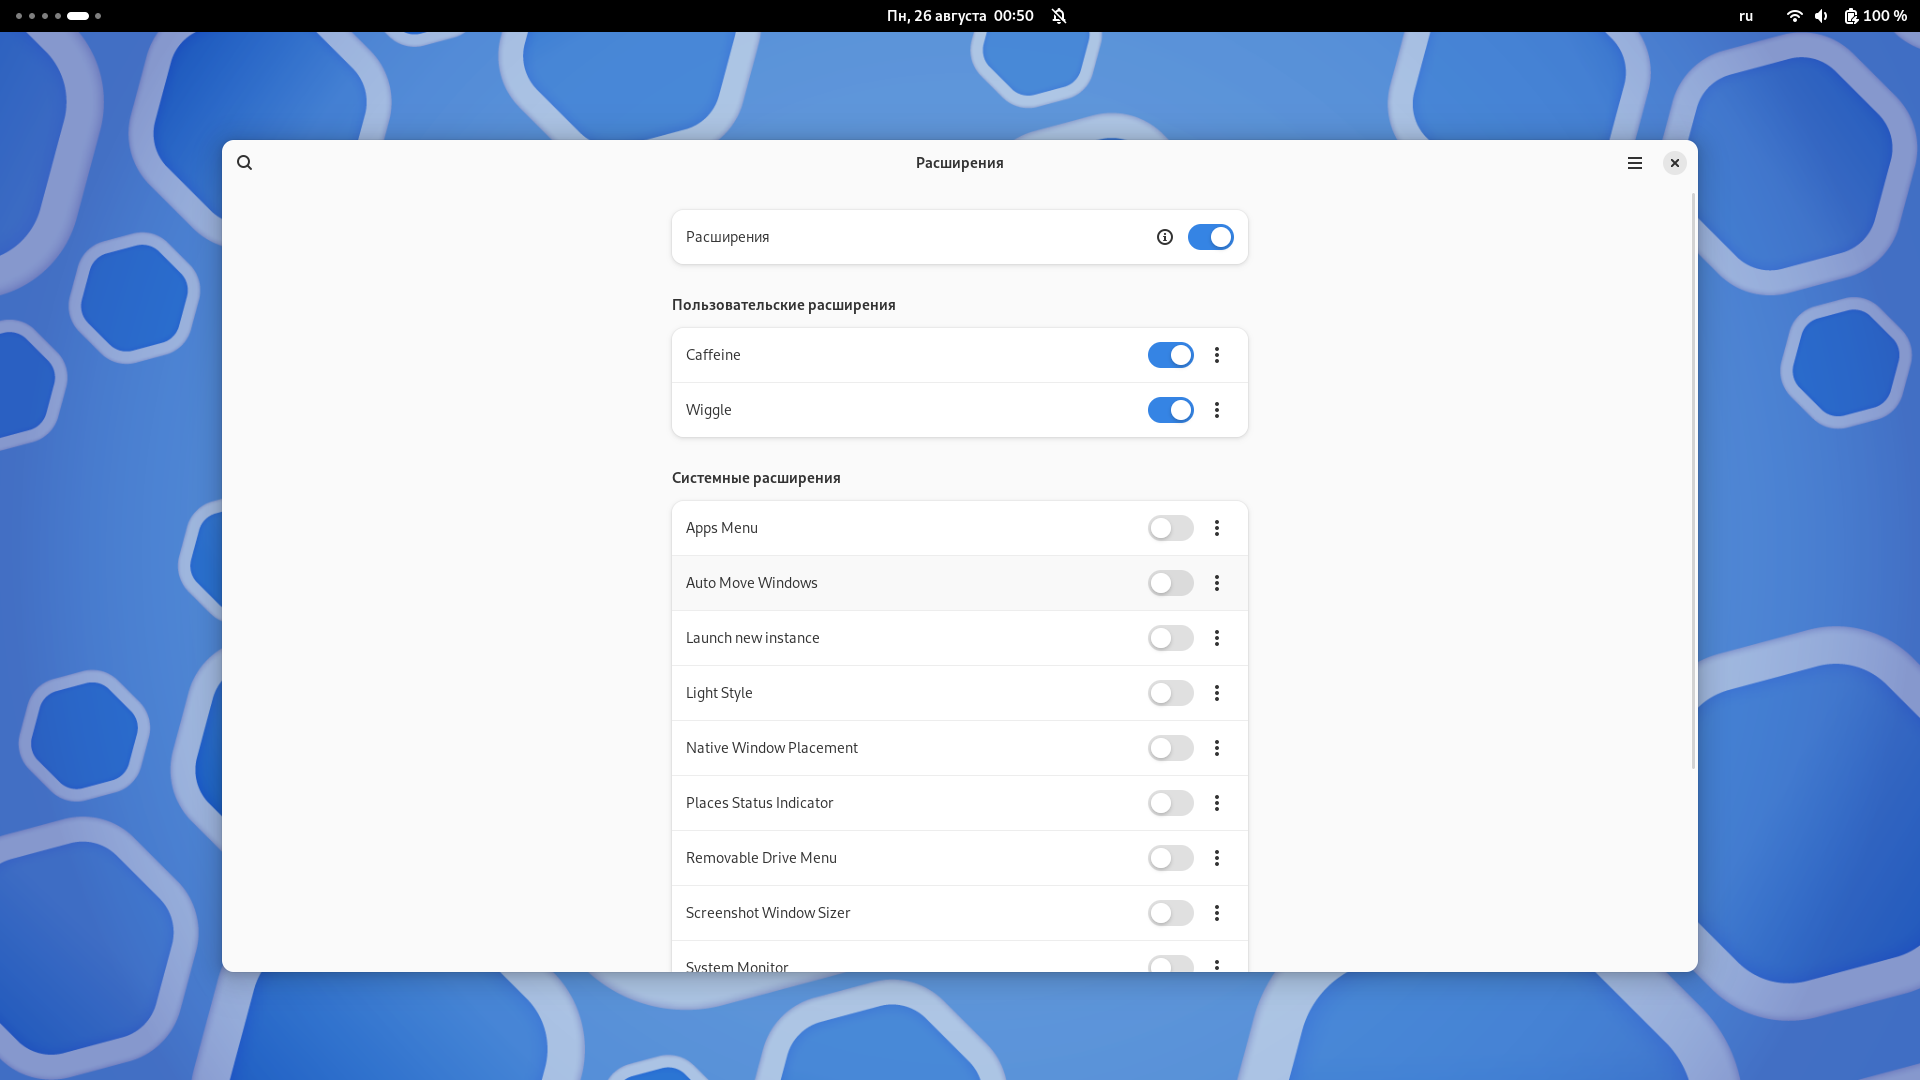 Пн, 26 августа 00:50
ru
100 %
Расширения
Расширения
Пользовательские расширения
Caffeine
Wiggle
Системные расширения
Apps Menu
Auto Move Windows
Launch new instance
Light Style
Native Window Placement
Places Status Indicator
Removable Drive Menu
Screenshot Window Sizer
System Monitor